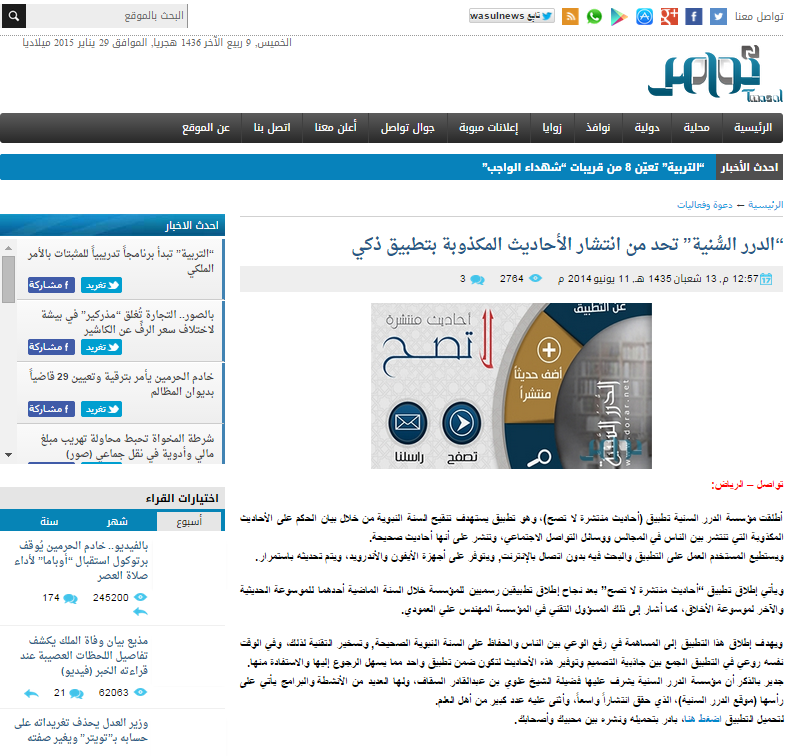 تواصل معنا
تابع wasulnews
البحث بالموقع
الخميس, 9 ربيع الآخر 1436 هجريا, الموافق 29 يناير 2015 ميلاديا
تواصل
Twasul
الرئيسية محلية دولية نوافذ زوايا إعلانات مبوبة جوال تواصل أعلن معنا اتصل بنا عن الموقع
احدث الأخبار “التربية” تعيّن 8 من قريبات “شهداء الواجب”
الرئيسية ← دعوة وفعاليات
“الدرر السُّنية” تحد من انتشار الأحاديث المكذوبة بتطبيق ذكي
12:57 م, 13 شعبان 1435 هـ, 11 يونيو 2014 م 2764 3
عن التطبيق
أضف حديثاً
منتشراً
أحاديث منتشرة
لا تصح
الدرر السنية
www.dorar.net
تصفح
راسلنا
تواصل – الرياض:
أطلقت مؤسسة الدرر السنية تطبيق (أحاديث منتشرة لا تصح)، وهو تطبيق يستهدف تنقيح السنة النبوية من خلال بيان الحكم على الأحاديث
المكذوبة التي تنتشر بين الناس في المجالس ووسائل التواصل الاجتماعي، وتنشر على أنها أحاديث صحيحة.
ويستطيع المستخدم العمل على التطبيق والبحث فيه بدون اتصال بالإنترنت, ويتوفر على أجهزة الأيفون والأندرويد، ويتم تحديثه باستمرار.
ويأتي إطلاق تطبيق “أحاديث منتشرة لا تصح” بعد نجاح إطلاق تطبيقين رسميين للمؤسسة خلال السنة الماضية أحدهما للموسوعة الحديثية
والآخر لموسوعة الأخلاق، كما أشار إلى ذلك المسؤول التقني في المؤسسة المهندس علي العمودي.
ويهدف إطلاق هذا التطبيق إلى المساهمة في رفع الوعي بين الناس والحفاظ على السنة النبوية الصحيحة, وتسخير التقنية لذلك، وفي الوقت
نفسه روعي في التطبيق الجمع بين جاذبية التصميم وتوفير هذه الأحاديث لتكون ضمن تطبيق واحد مما يسهل الرجوع إليها والاستفادة منها.
جدير بالذكر أن مؤسسة الدرر السنية يشرف عليها فضيلة الشيخ علوي بن عبدالقادر السقاف، ولها العديد من الأنشطة والبرامج يأتي على
رأسها (موقع الدرر السنية)، الذي حقق انتشاراً واسعاً، وأثنى عليه عدد كبير من أهل العلم.
لتحميل التطبيق اضغط هنا، بادر بتحميله ونشره بين محبيك وأصحابك.
احدث الاخبار
“التربية” تبدأ برنامجاً تدريبياً للمثبتات بالأمر
الملكي
تغريد مشاركة
بالصور.. التجارة تُغلق “مذركير” في بيشة
لاختلاف سعر الرفّ عن الكاشير
تغريد مشاركة
خادم الحرمين يأمر بترقية وتعيين 29 قاضياً
بديوان المظالم
تغريد مشاركة
شرطة المخواة تحبط محاولة تهريب مبلغ
مالي وأدوية في نقل جماعي (صور)
اختيارات القراء
أسبوع شهر سنة
بالفيديو.. خادم الحرمين يُوقف
برتوكول استقبال “أوباما” لأداء
صلاة العصر
245200 174
مذيع بيان وفاة الملك يكشف
تفاصيل اللحظات العصيبة عند
قراءته الخبر (فيديو)
62063 21
وزير العدل يحذف تغريداته على
حسابه بـ”تويتر” ويغير صفته